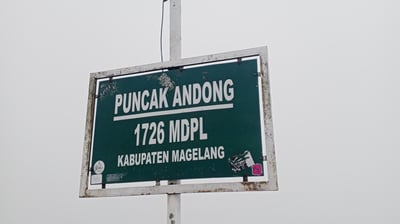 PUNCAK ANDONG
1726 MDPL
KABUPATEN MAGELANG